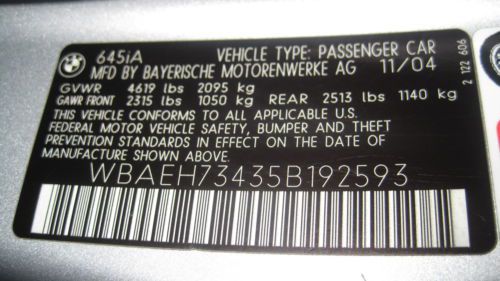 BMW
645iA VEHICLE TYPE: PASSENGER CAR
MFD BY BAYERISCHE MOTORENWERKE AG 11/04
GVWR 4619 lbs 2095 kg
GAWR FRONT 2315 lbs 1050 kg REAR 2513 lbs 1140 kg
THIS VEHICLE CONFORMS TO ALL APPLICABLE U.S.
FEDERAL MOTOR VEHICLE SAFETY, BUMPER AND THEFT
PREVENTION STANDARDS IN EFFECT ON THE DATE OF
MANUFACTURE SHOWN ABOVE.
WBAEH73435B192593
2 122 606